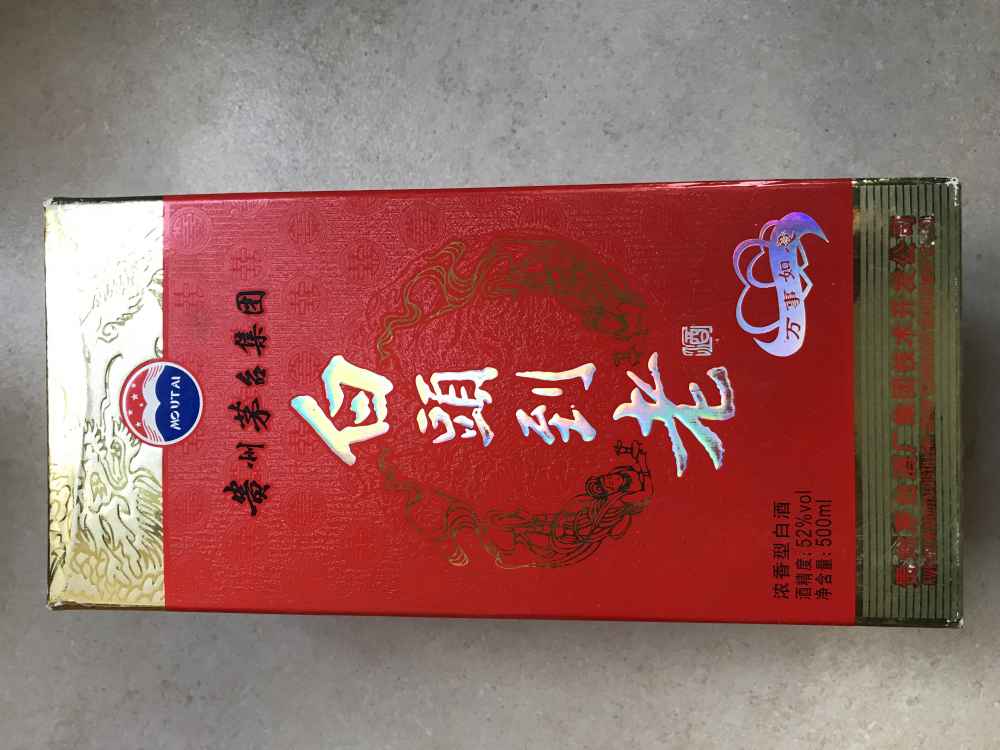 MOUTAI
贵州茅台集团
白頭到老
酒
万事如意
浓香型白酒
酒精度:52%vol
净含量:500ml